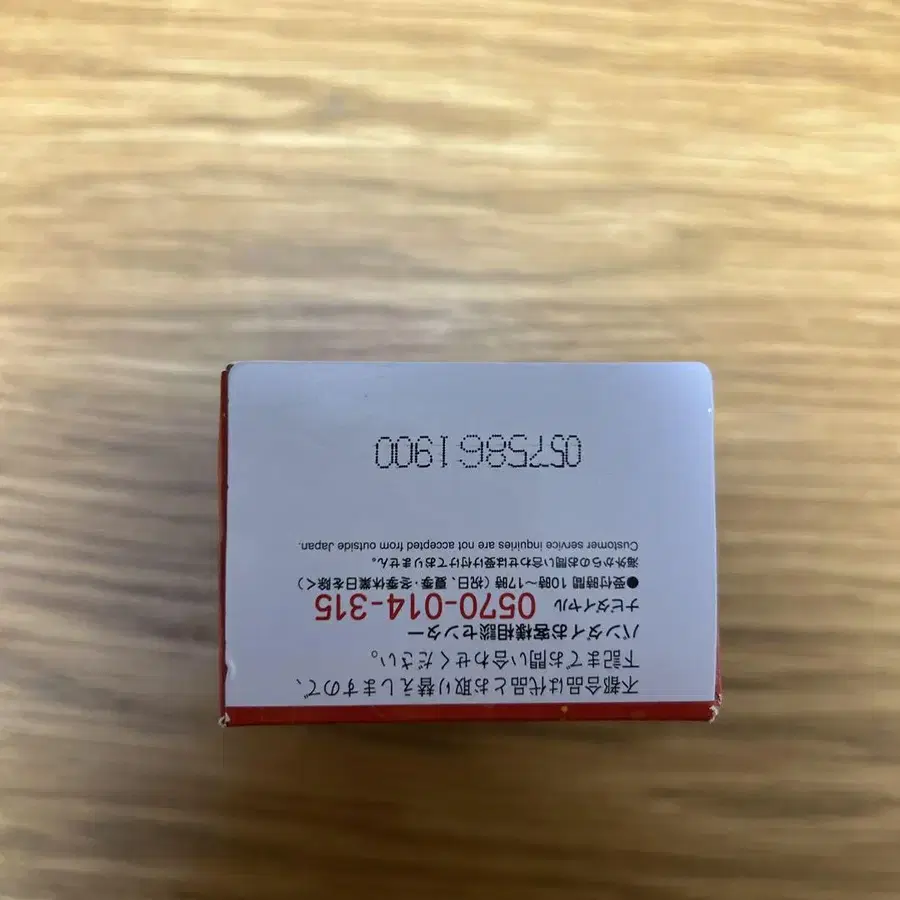 不都合品は代品とお取り替えしますので、
下記までお問い合わせください。
バンダイお客様相談センター
ナビダイヤル 0570-014-315
●受付時間 10時～17時(祝日、夏季・冬季休業日を除く)
海外からのお問い合わせは受け付けておりません。
Customer service inquiries are not accepted from outside Japan.
0575861900